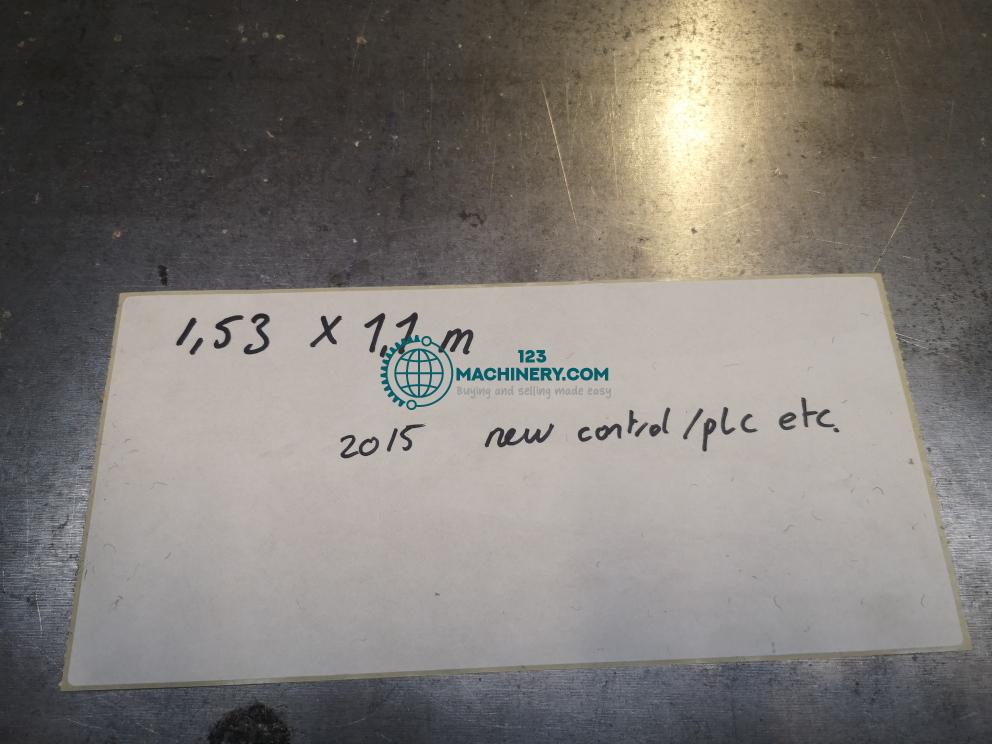 1,53 x 1,1 m
123
MACHINERY.COM
Buying and selling made easy
2015 new control/plc etc.